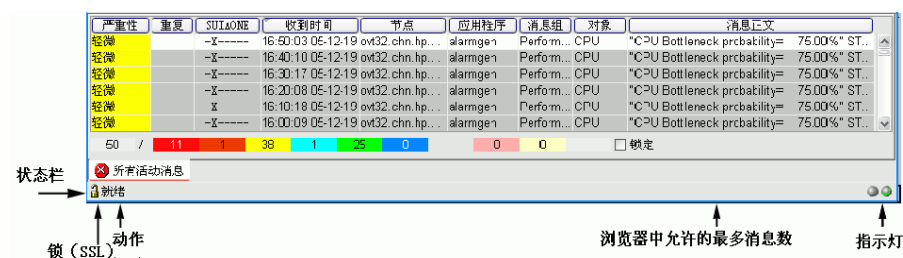 严重性 重复 SUIAONE 收到时间 节点 应用程序 消息组 对象 消息正文
轻微 -X----- 16:50:03 05-12-19 ovt32.chn.hp... alarmgen Perform... CPU "CPU Bottleneck probability= 75.00%" ST...
轻微 -X----- 16:40:10 05-12-19 ovt32.chn.hp... alarmgen Perform... CPU "CPU Bottleneck probability= 75.00%" ST...
轻微 -X----- 16:30:17 05-12-19 ovt32.chn.hp... alarmgen Perform... CPU "CPU Bottleneck probability= 75.00%" ST...
轻微 -X----- 16:20:08 05-12-19 ovt32.chn.hp... alarmgen Perform... CPU "CPU Bottleneck probability= 75.00%" ST...
轻微 X 16:10:18 05-12-19 ovt32.chn.hp... alarmgen Perform... CPU "CPU Bottleneck probability= 75.00%" ST...
轻微 -X----- 16:00:09 05-12-19 ovt32.chn.hp... alarmgen Perform... CPU "CPU Bottleneck probability= 75.00%" ST...
50 / 11 1 38 1 25 0 0 0 锁定
所有活动消息
状态栏
就绪
动作
锁（SSL）
浏览器中允许的最多消息数
指示灯